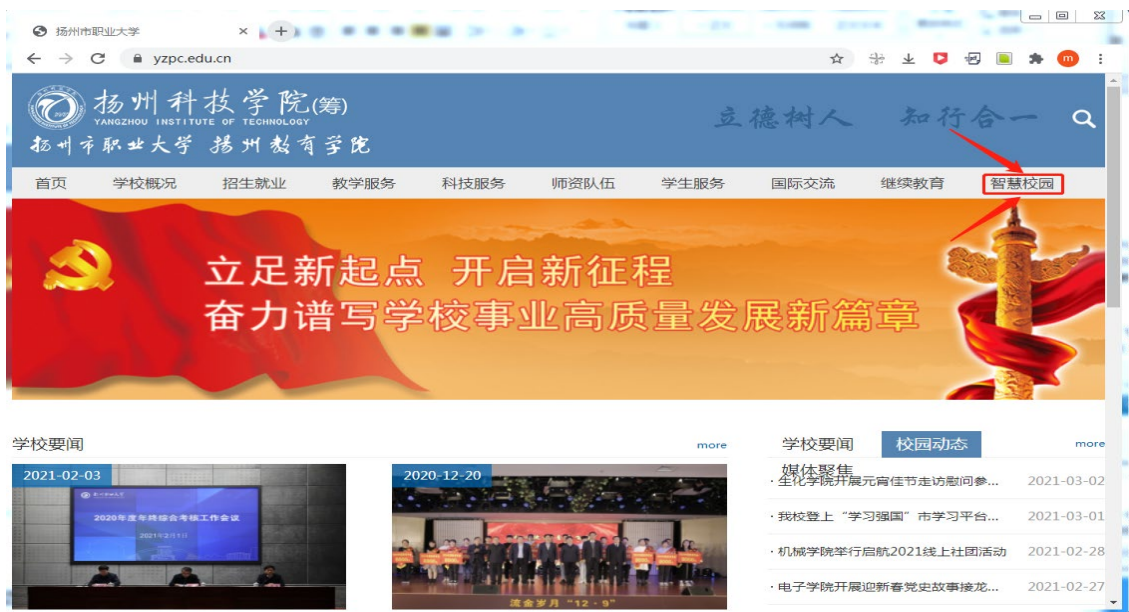 扬州市职业大学
yzpc.edu.cn
m
扬州科技学院(筹)
YANGZHOU INSTITUTE OF TECHNOLOGY
扬州市职业大学 扬州教育学院
立德树人 知行合一
首页 学校概况 招生就业 教学服务 科技服务 师资队伍 学生服务 国际交流 继续教育 智慧校园
立足新起点 开启新征程
奋力谱写学校事业高质量发展新篇章
学校要闻 more
2021-02-03
2020年度年终综合考核工作会议
2020-12-20
流金岁月 "12·9"
学校要闻 校园动态 more
媒体聚焦
·生化学院开展元宵佳节走访慰问参... 2021-03-02
·我校登上“学习强国”市学习平台... 2021-03-01
·机械学院举行启航2021线上社团活动 2021-02-28
·电子学院开展迎新春党史故事接龙... 2021-02-27